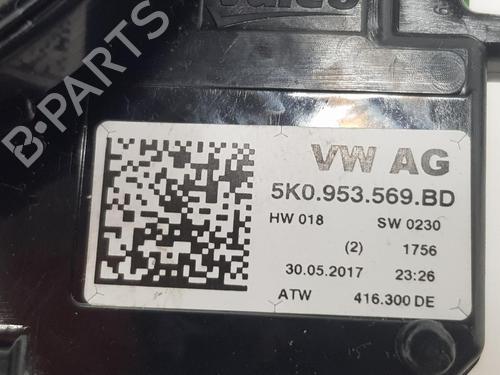 Valeo
B-PARTS
VW AG
5K0.953.569.BD
HW 018 SW 0230
(2) 1756
30.05.2017 23:26
ATW 416.300 DE